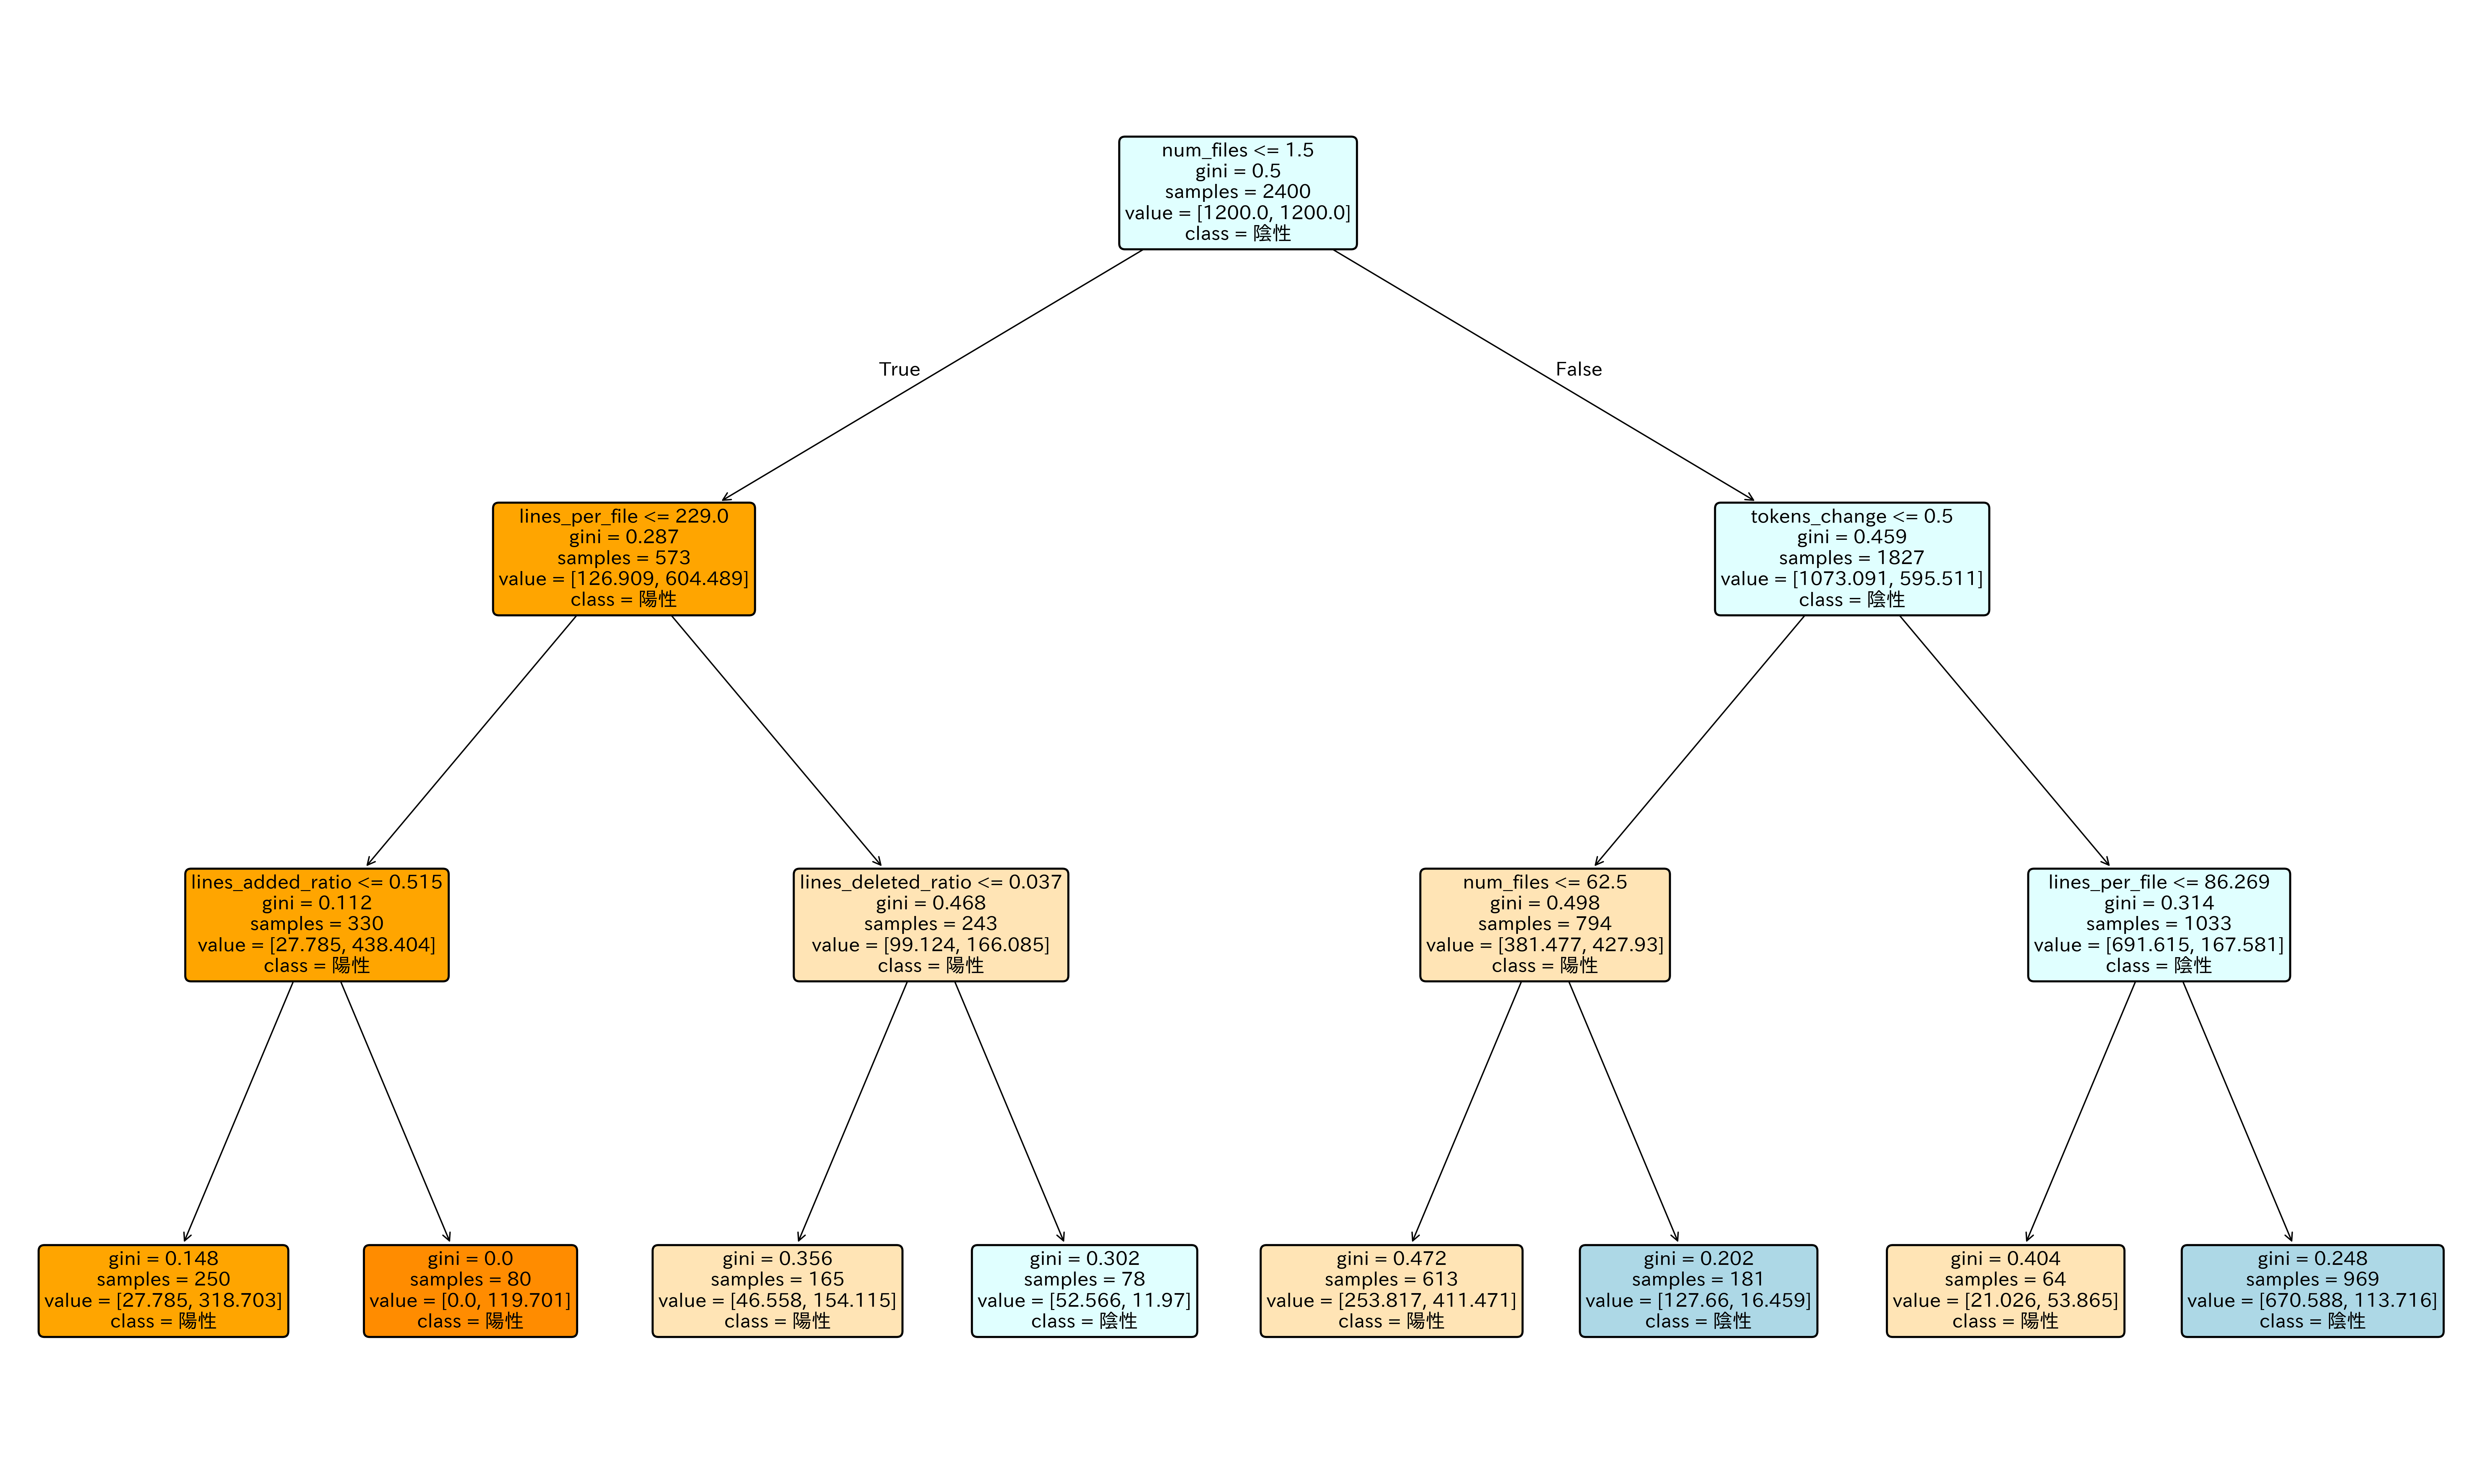 num_files <= 1.5
gini = 0.5
samples = 2400
value = [1200.0, 1200.0]
class = 陰性
True
False
lines_per_file <= 229.0
gini = 0.287
samples = 573
value = [126.909, 604.489]
class = 陽性
tokens_change <= 0.5
gini = 0.459
samples = 1827
value = [1073.091, 595.511]
class = 陰性
lines_added_ratio <= 0.515
gini = 0.112
samples = 330
value = [27.785, 438.404]
class = 陽性
lines_deleted_ratio <= 0.037
gini = 0.468
samples = 243
value = [99.124, 166.085]
class = 陽性
num_files <= 62.5
gini = 0.498
samples = 794
value = [381.477, 427.93]
class = 陽性
lines_per_file <= 86.269
gini = 0.314
samples = 1033
value = [691.615, 167.581]
class = 陰性
gini = 0.148
samples = 250
value = [27.785, 318.703]
class = 陽性
gini = 0.0
samples = 80
value = [0.0, 119.701]
class = 陽性
gini = 0.356
samples = 165
value = [46.558, 154.115]
class = 陽性
gini = 0.302
samples = 78
value = [52.566, 11.97]
class = 陰性
gini = 0.472
samples = 613
value = [253.817, 411.471]
class = 陽性
gini = 0.202
samples = 181
value = [127.66, 16.459]
class = 陰性
gini = 0.404
samples = 64
value = [21.026, 53.865]
class = 陽性
gini = 0.248
samples = 969
value = [670.588, 113.716]
class = 陰性